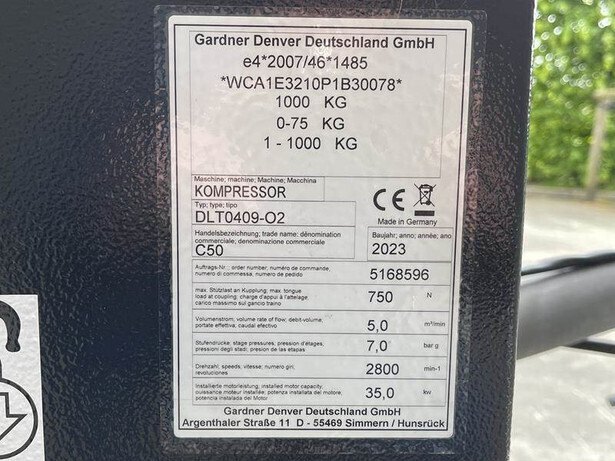 Gardner Denver Deutschland GmbH
e4*2007/46*1485
*WCA1E3210P1B30078*
1000 KG
0-75 KG
1 - 1000 KG
Maschine; machine; Machine; Macchina
KOMPRESSOR
Typ; type; tipo
DLT0409-O2
Made in Germany
Handelsbezeichnung; trade name; dénomination
commerciale; denominazione commerciale
C50
Baujahr; anno; année; ano
2023
Auftrags-Nr.; order number; numéro de commande,
numero di commessa, numero de pedido
5168596
max. Stützlast an Kupplung; max. tongue
load at coupling; charge d'appui à l'attelage,
carico massimo sul gancio traino
750 N
Volumenstrom; volume rate of flow, debit-volume;
portate effettiva, caudal efectivo
5,0 m³/min
Stufendrücke, stage pressures, pression d'étages,
pressioni degli stadi; pression de las etapas
7,0 bar g
Drehzahl, speeds; vitesse, numero giri;
revoluciones
2800 min-1
Installierte motorleistung; installed motor capacity,
puissance moteur installée; potenza installata del motore;
potencia instalada del Motor
35,0 kw
Gardner Denver Deutschland GmbH
Argenthaler Straße 11 D - 55469 Simmern / Hunsrück